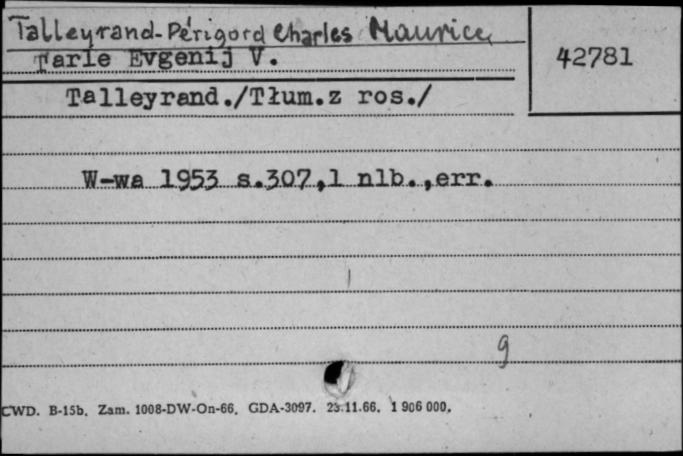 Talleyrand-Périgord Charles Maurice
Tarle Evgenij V.
42781
Talleyrand./Tłum.z ros./
W-wa 1953 s.307,1 nlb.,err.
g
CWD. B-15b. Zam. 1008-DW-On-66. GDA-3097. 23.11.66. 1 906 000.